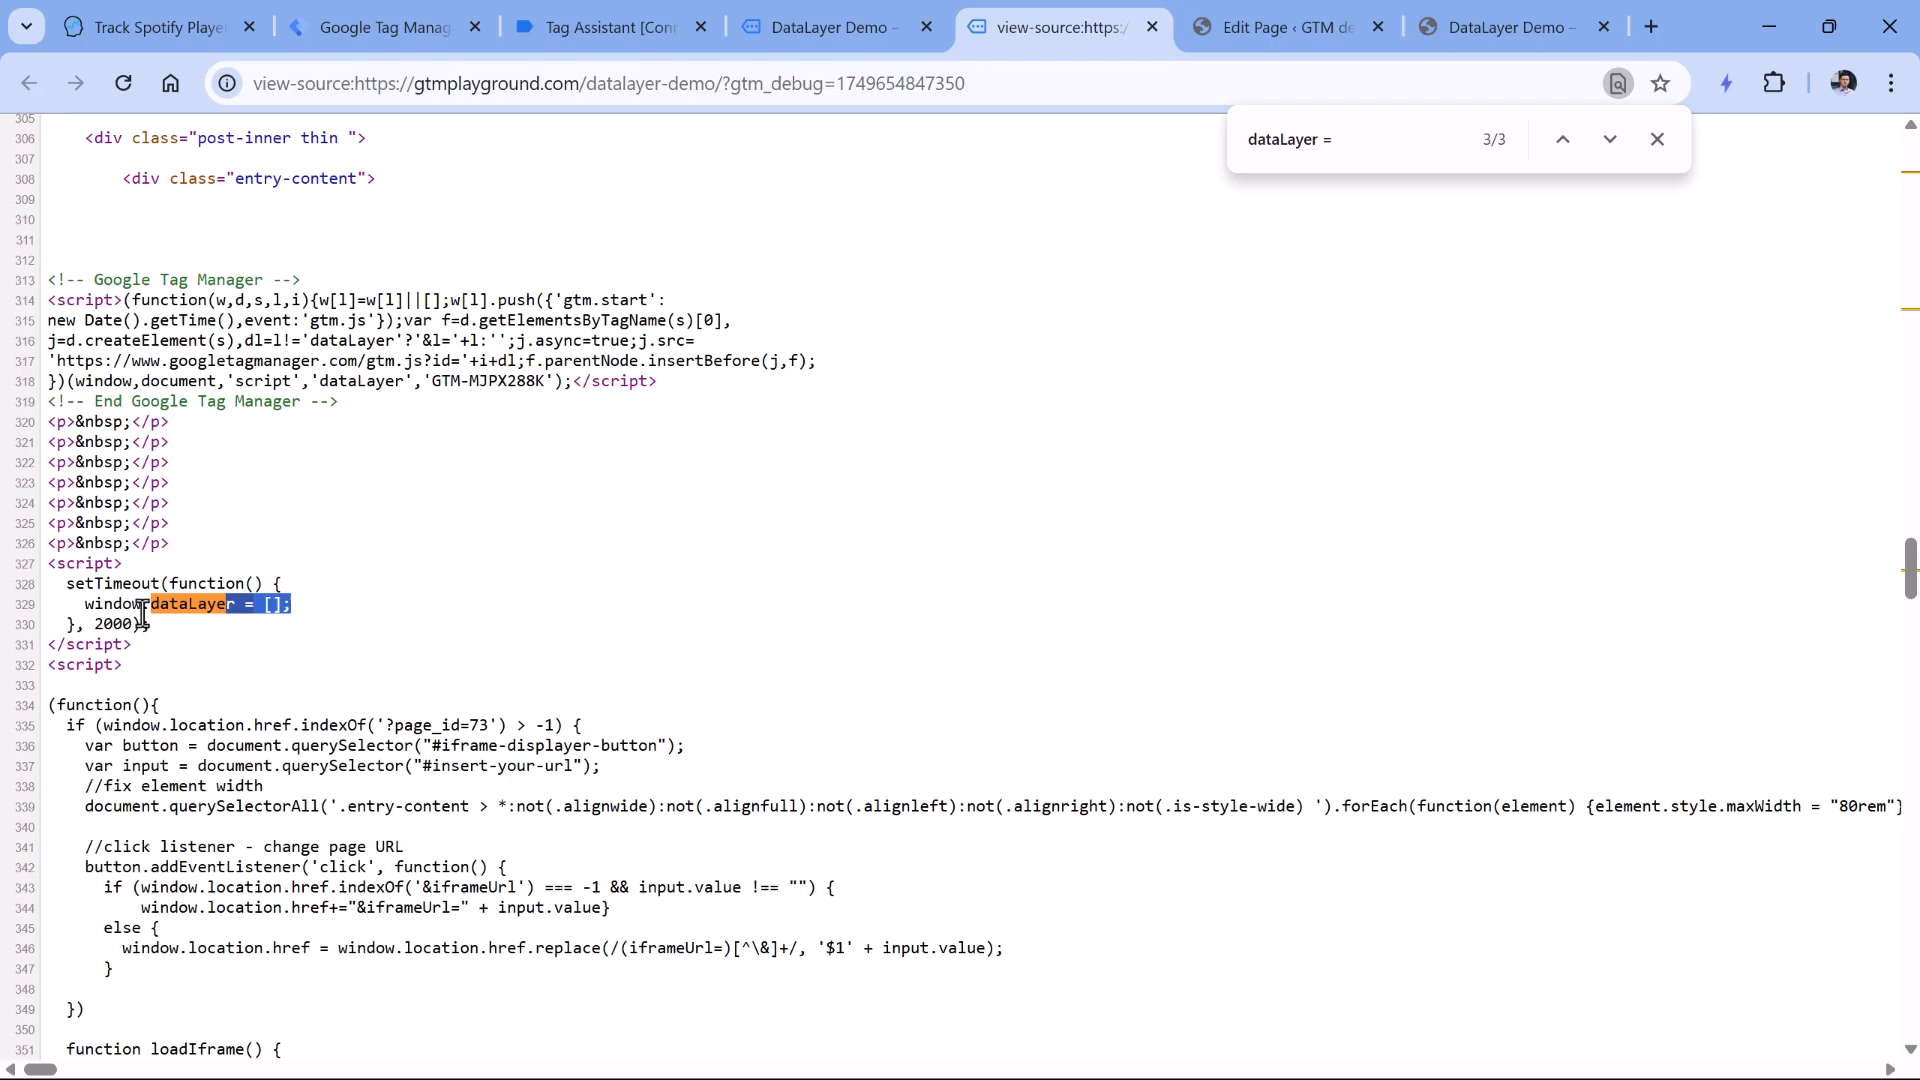 Track Spotify Playe
Google Tag Manag
Tag Assistant [Conn
DataLayer Demo –
view-source:https:/
Edit Page ‹ GTM de
DataLayer Demo –
view-source:https://gtmplayground.com/datalayer-demo/?gtm_debug=1749654847350
dataLayer =
3/3
305
306 <div class="post-inner thin ">
307
308 <div class="entry-content">
309
310
311
312
313 <!-- Google Tag Manager -->
314 <script>(function(w,d,s,l,i){w[l]=w[l]||[];w[l].push({'gtm.start':
315 new Date().getTime(),event:'gtm.js'});var f=d.getElementsByTagName(s)[0],
316 j=d.createElement(s),dl=l!='dataLayer'?'&l='+l:'';j.async=true;j.src=
317 'https://www.googletagmanager.com/gtm.js?id='+i+dl;f.parentNode.insertBefore(j,f);
318 })(window,document,'script','dataLayer','GTM-MJPX288K');</script>
319 <!-- End Google Tag Manager -->
320 <p>&nbsp;</p>
321 <p>&nbsp;</p>
322 <p>&nbsp;</p>
323 <p>&nbsp;</p>
324 <p>&nbsp;</p>
325 <p>&nbsp;</p>
326 <p>&nbsp;</p>
327 <script>
328 setTimeout(function() {
329 window.dataLayer = [];
330 }, 2000);
331 </script>
332 <script>
333
334 (function(){
335 if (window.location.href.indexOf('?page_id=73') > -1) {
336 var button = document.querySelector("#iframe-displayer-button");
337 var input = document.querySelector("#insert-your-url");
338 //fix element width
339 document.querySelectorAll('.entry-content > *:not(.alignwide):not(.alignfull):not(.alignleft):not(.alignright):not(.is-style-wide) ').forEach(function(element) {element.style.maxWidth = "80rem"}
340
341 //click listener - change page URL
342 button.addEventListener('click', function() {
343 if (window.location.href.indexOf('&iframeUrl') === -1 && input.value !== "") {
344 window.location.href+="&iframeUrl=" + input.value}
345 else {
346 window.location.href = window.location.href.replace(/(iframeUrl=)[^\&]+/, '$1' + input.value);
347 }
348
349 })
350
351 function loadIframe() {